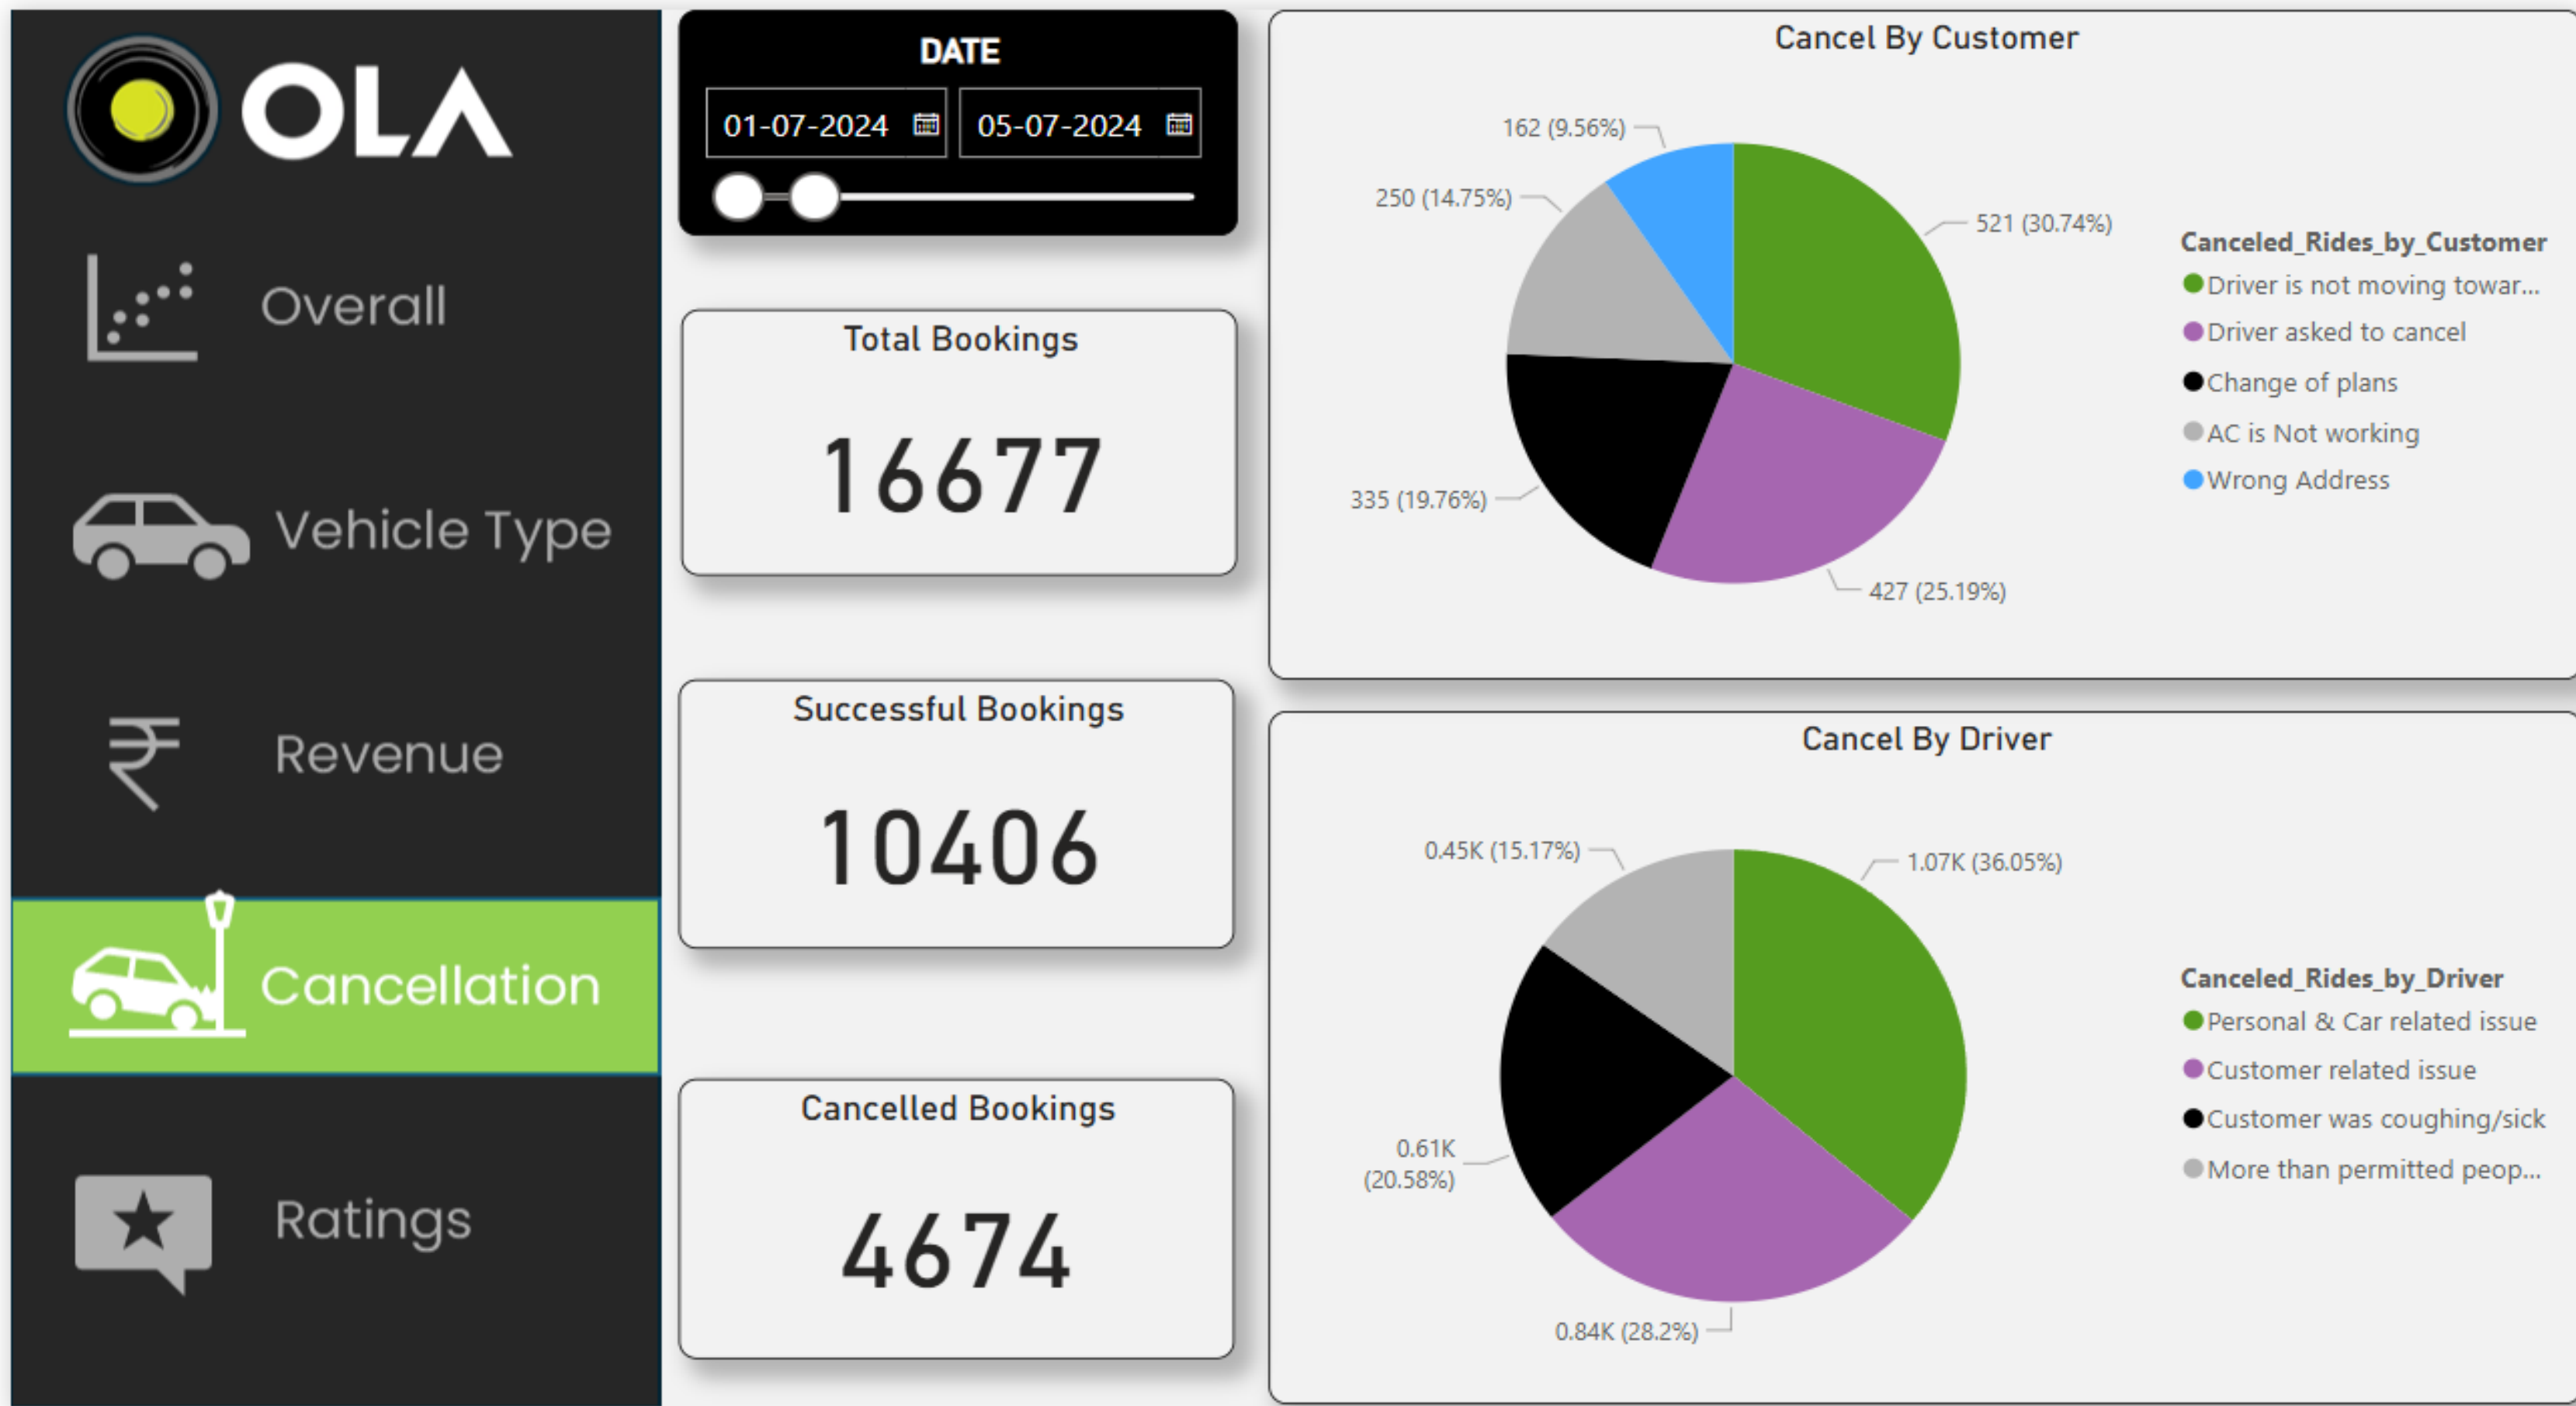 OLA
Overall
Vehicle Type
Revenue
Cancellation
Ratings
DATE
01-07-2024
05-07-2024
Total Bookings
16677
Successful Bookings
10406
Cancelled Bookings
4674
Cancel By Customer
162 (9.56%)
250 (14.75%)
335 (19.76%)
427 (25.19%)
521 (30.74%)
Canceled_Rides_by_Customer
Driver is not moving towar...
Driver asked to cancel
Change of plans
AC is Not working
Wrong Address
Cancel By Driver
0.45K (15.17%)
1.07K (36.05%)
0.61K
(20.58%)
0.84K (28.2%)
Canceled_Rides_by_Driver
Personal & Car related issue
Customer related issue
Customer was coughing/sick
More than permitted peop...